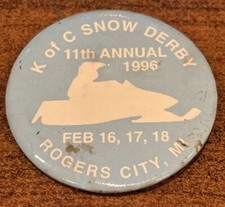 K of C SNOW DERBY
11th ANNUAL
1996
FEB 16, 17, 18
ROGERS CITY, MI